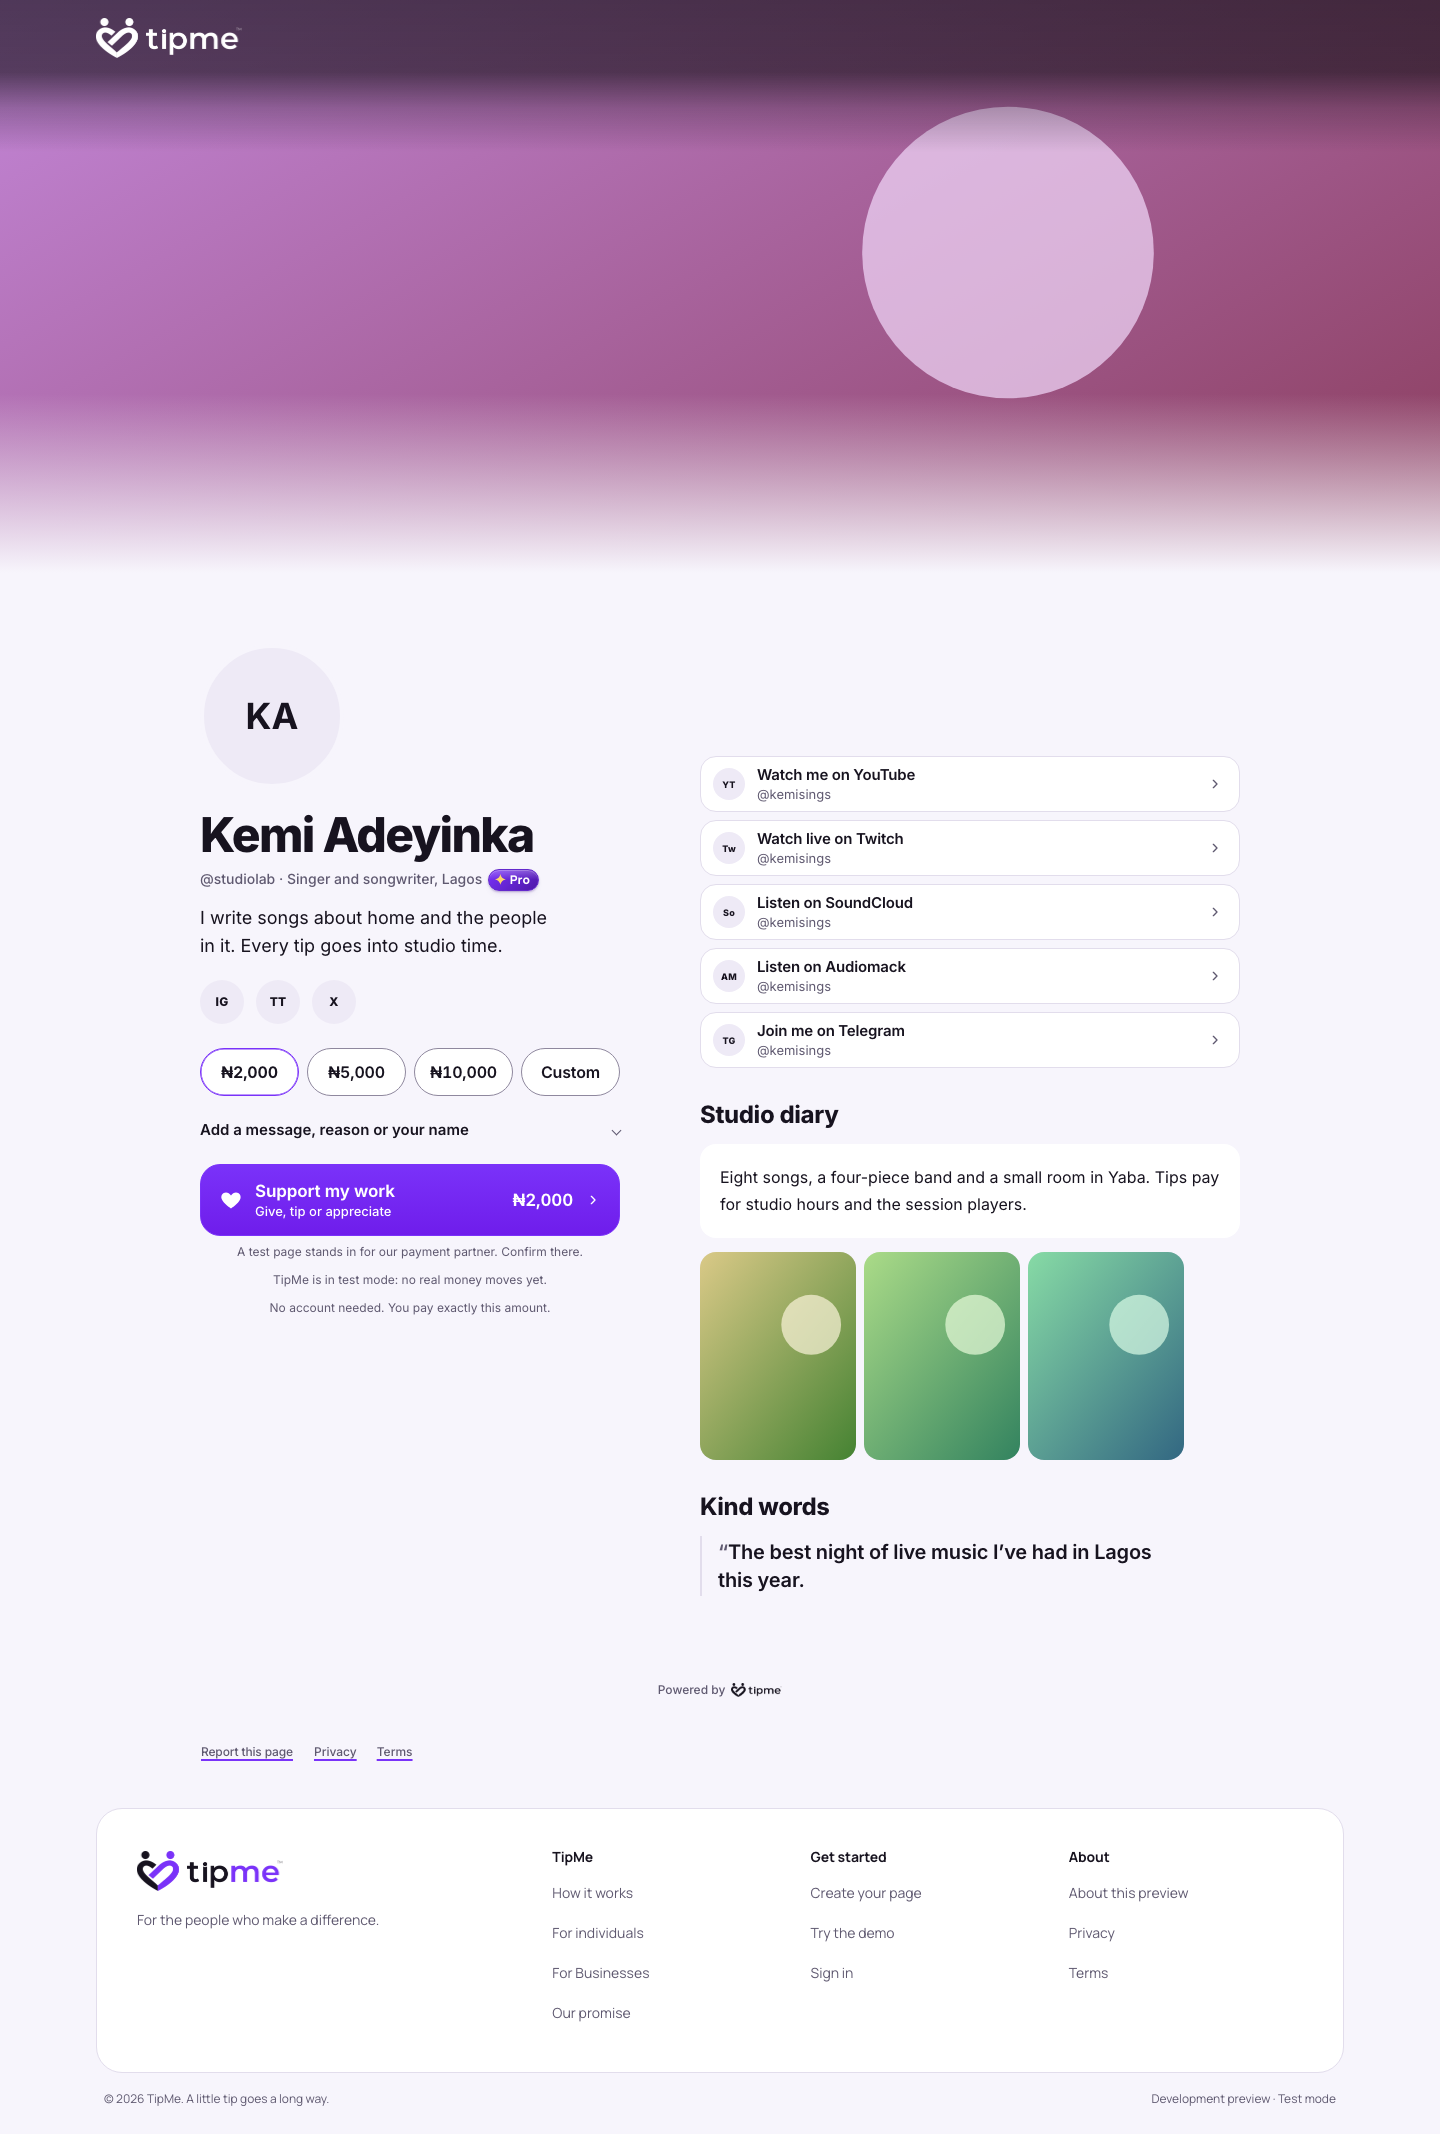 tipme
KA
Kemi Adeyinka
@studiolab · Singer and songwriter, Lagos ✦ Pro
I write songs about home and the people
in it. Every tip goes into studio time.
IG TT X
₦2,000 ₦5,000 ₦10,000 Custom
Add a message, reason or your name
Support my work
Give, tip or appreciate
₦2,000
A test page stands in for our payment partner. Confirm there.
TipMe is in test mode: no real money moves yet.
No account needed. You pay exactly this amount.
YT
Watch me on YouTube
@kemisings
Tw
Watch live on Twitch
@kemisings
So
Listen on SoundCloud
@kemisings
AM
Listen on Audiomack
@kemisings
TG
Join me on Telegram
@kemisings
Studio diary
Eight songs, a four-piece band and a small room in Yaba. Tips pay
for studio hours and the session players.
Kind words
“The best night of live music I’ve had in Lagos
this year.
Powered by tipme
Report this page Privacy Terms
tipme
For the people who make a difference.
TipMe
How it works
For individuals
For Businesses
Our promise
Get started
Create your page
Try the demo
Sign in
About
About this preview
Privacy
Terms
© 2026 TipMe. A little tip goes a long way.
Development preview · Test mode